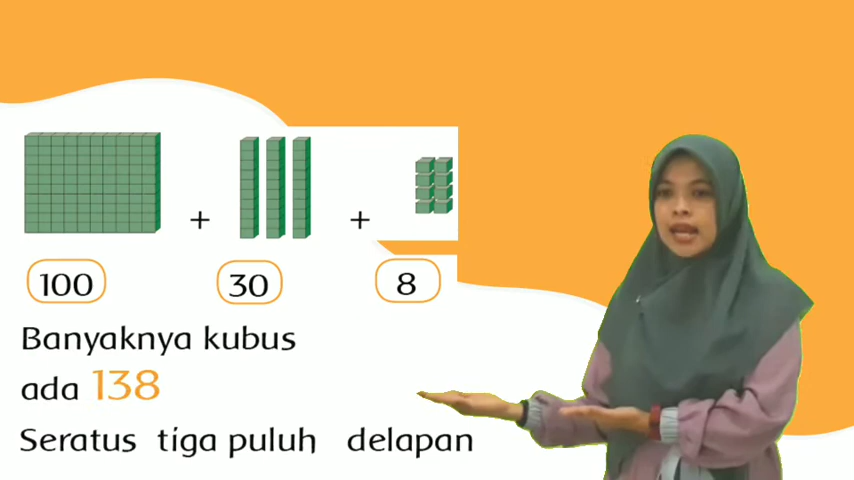 + +
100 30 8
Banyaknya kubus
ada 138
Seratus tiga puluh delapan